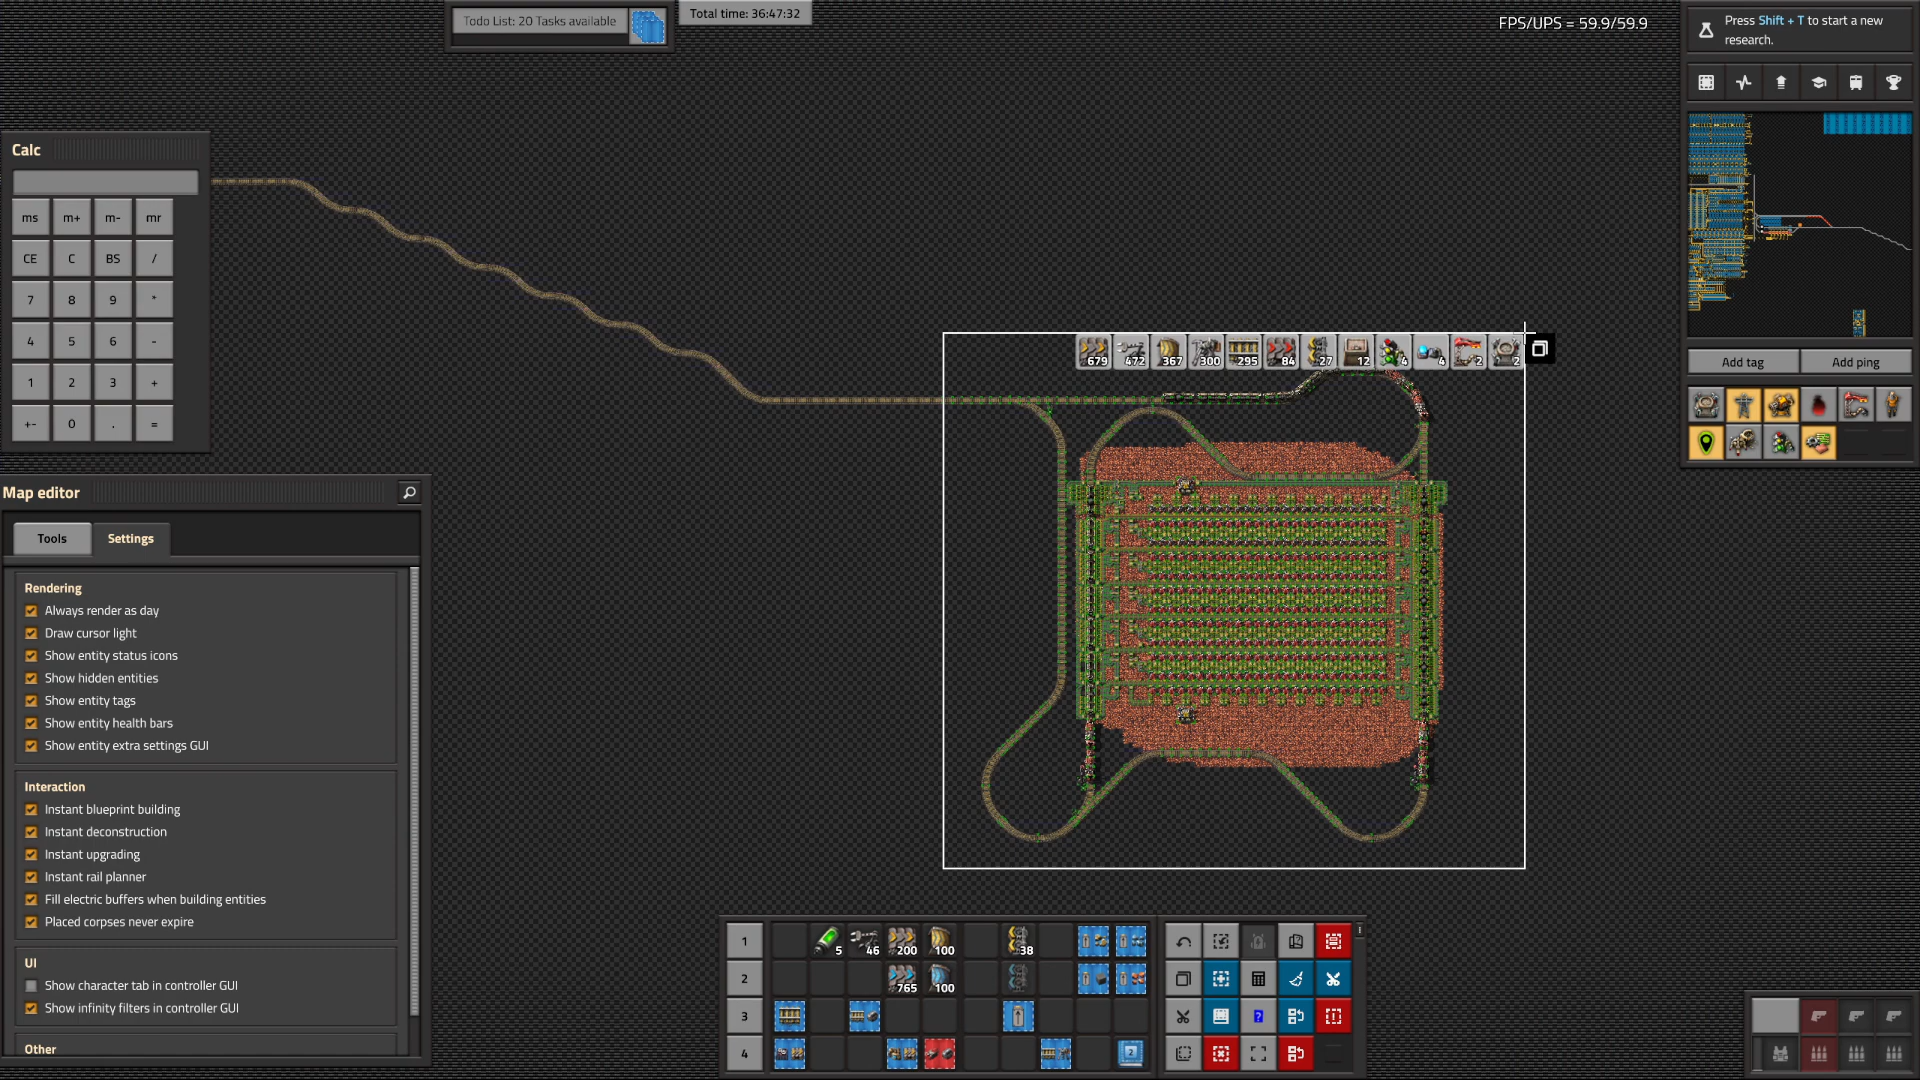 Todo List: 20 Tasks available
Total time: 36:47:32
FPS/UPS = 59.9/59.9
Press Shift + T to start a new
research.
Calc
ms m+ m- mr
CE C BS /
7 8 9 *
4 5 6 -
1 2 3 +
+- 0 . =
679 472 367 300 295 84 27 12 4 4 2 2
Add tag Add ping
Map editor
Tools Settings
Rendering
Always render as day
Draw cursor light
Show entity status icons
Show hidden entities
Show entity tags
Show entity health bars
Show entity extra settings GUI
Interaction
Instant blueprint building
Instant deconstruction
Instant upgrading
Instant rail planner
Fill electric buffers when building entities
Placed corpses never expire
UI
Show character tab in controller GUI
Show infinity filters in controller GUI
Other
1 5 46 200 100 38
2 765 100
3
4 2